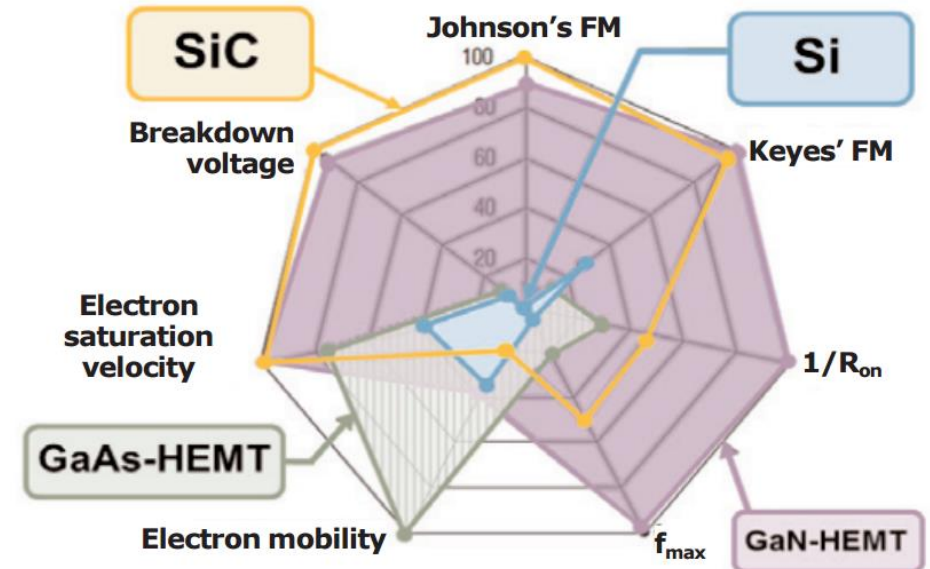 Johnson's FM
SiC
Si
100
80
60
40
20
Breakdown
voltage
Keyes' FM
Electron
saturation
velocity
1/Ron
GaAs-HEMT
Electron mobility
fmax
GaN-HEMT